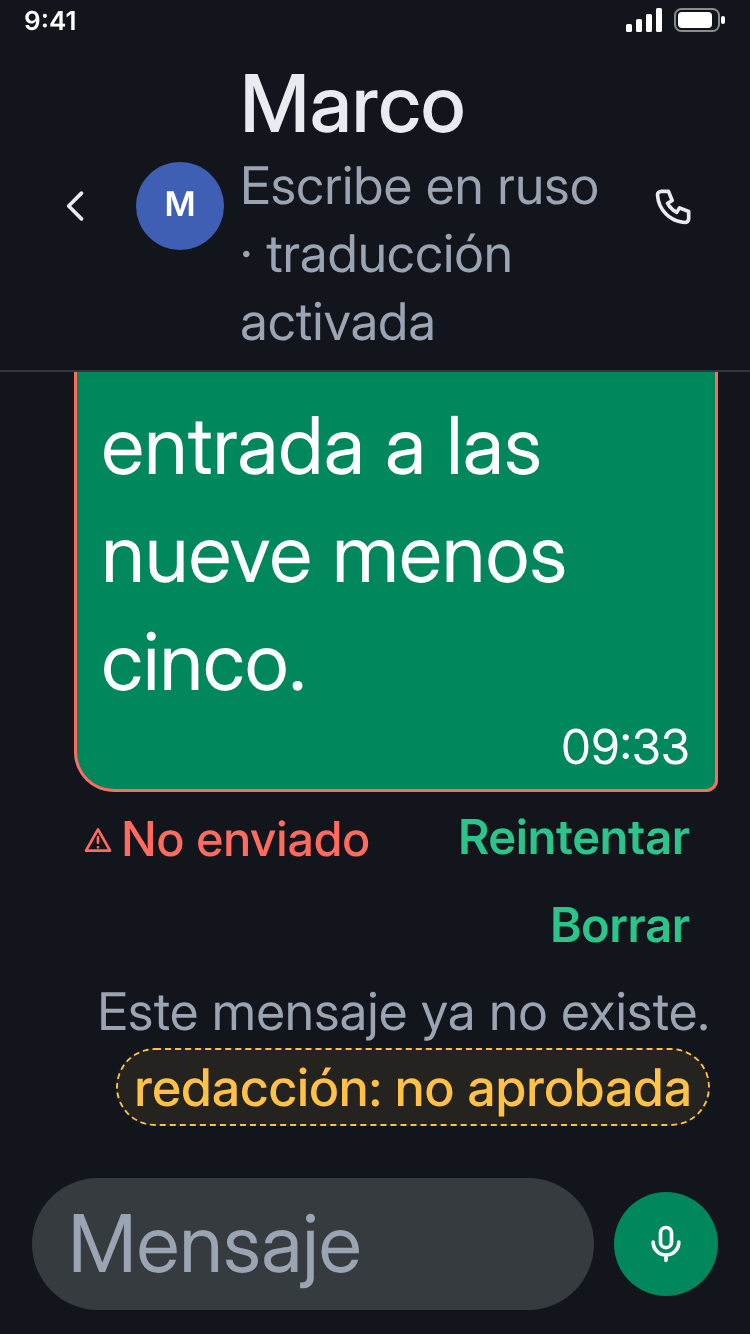 9:41
Marco
M
Escribe en ruso
· traducción
activada
entrada a las
nueve menos
cinco.
09:33
No enviado
Reintentar
Borrar
Este mensaje ya no existe.
redacción: no aprobada
Mensaje